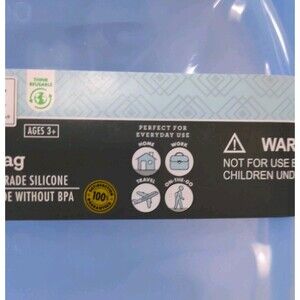 THINK
REUSABLE
AGES 3+
PERFECT FOR
EVERYDAY USE
HOME
WORK
TRAVEL
ON-THE-GO
ag
RADE SILICONE
DE WITHOUT BPA
100%
WAR
NOT FOR USE B
CHILDREN UNDE